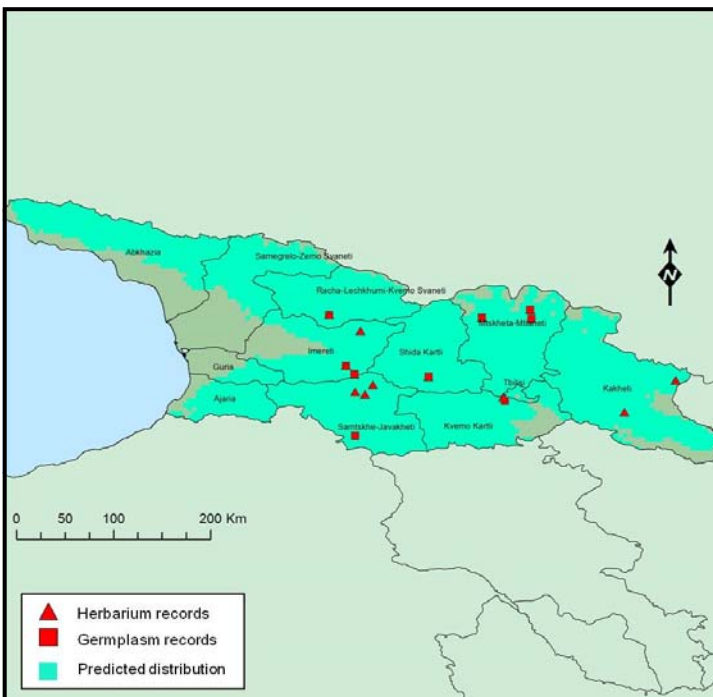 Abkhazia
Samegrelo-Zemo Svaneti
Racha-Lechkhumi-Kvemo Svaneti
N
Mtskheta-Mtianeti
Imereti
Shida Kartli
Guria
Tbilisi
Kakheti
Ajaria
Samtskhe-Javakheti
Kvemo Kartli
0 50 100 200 Km
Herbarium records
Germplasm records
Predicted distribution